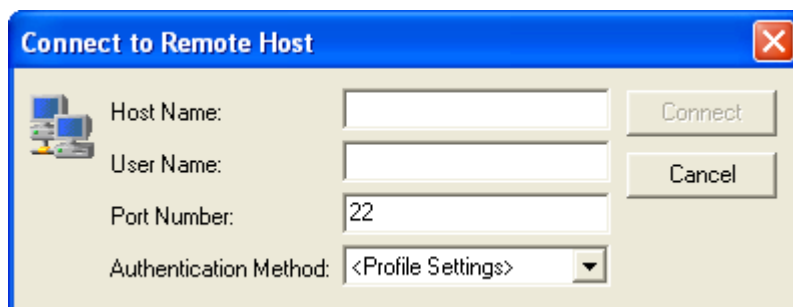 Connect to Remote Host
Host Name:
Connect
User Name:
Cancel
Port Number: 22
Authentication Method: <Profile Settings>